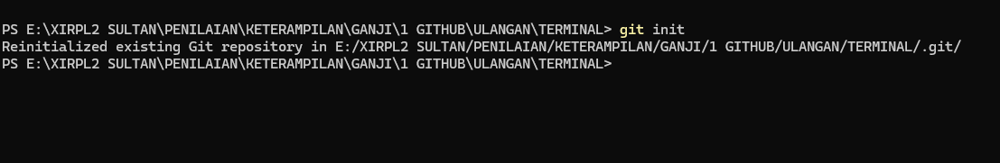 PS E:\XIRPL2 SULTAN\PENILAIAN\KETERAMPILAN\GANJI\1 GITHUB\ULANGAN\TERMINAL> git init
Reinitialized existing Git repository in E:/XIRPL2 SULTAN/PENILAIAN/KETERAMPILAN/GANJI/1 GITHUB/ULANGAN/TERMINAL/.git/
PS E:\XIRPL2 SULTAN\PENILAIAN\KETERAMPILAN\GANJI\1 GITHUB\ULANGAN\TERMINAL>